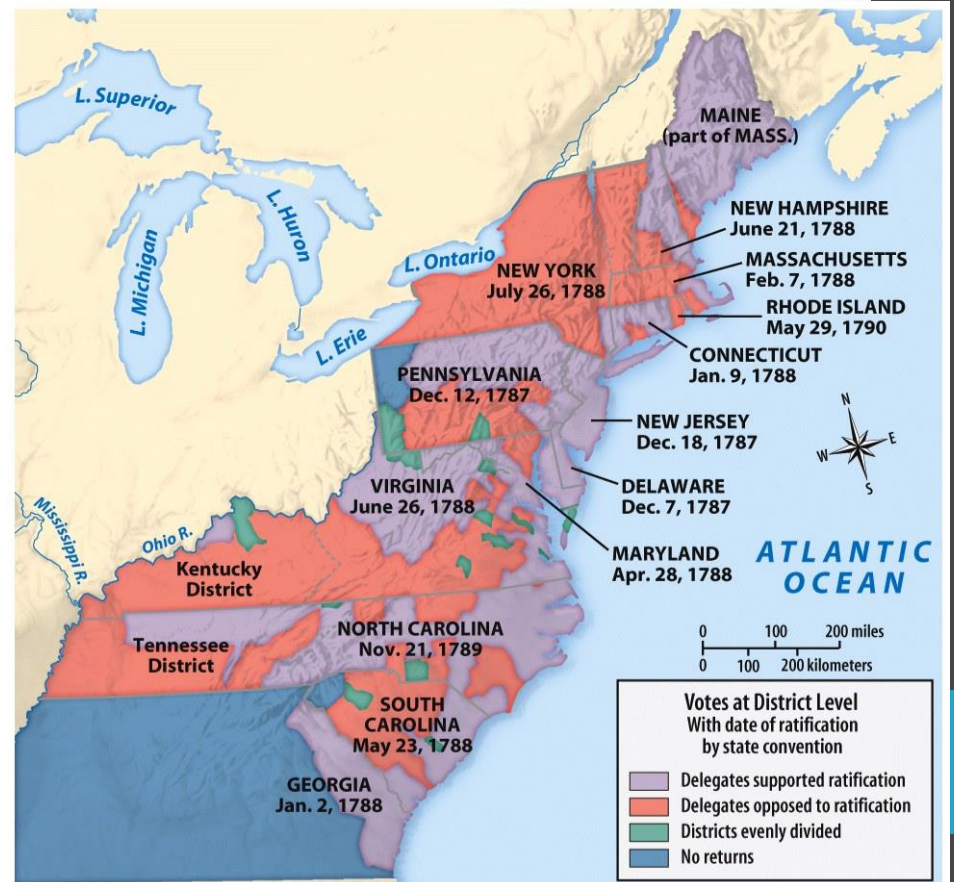 L. Superior
MAINE
(part of MASS.)
L. Huron
L. Michigan
NEW HAMPSHIRE
June 21, 1788
L. Ontario
NEW YORK
July 26, 1788
MASSACHUSETTS
Feb. 7, 1788
RHODE ISLAND
May 29, 1790
L. Erie
CONNECTICUT
Jan. 9, 1788
PENNSYLVANIA
Dec. 12, 1787
N
W
E
S
NEW JERSEY
Dec. 18, 1787
VIRGINIA
June 26, 1788
DELAWARE
Dec. 7, 1787
Mississippi R.
Ohio R.
MARYLAND
Apr. 28, 1788
ATLANTIC
OCEAN
Kentucky
District
Tennessee
District
NORTH CAROLINA
Nov. 21, 1789
0 100 200 miles
0 100 200 kilometers
SOUTH
CAROLINA
May 23, 1788
GEORGIA
Jan. 2, 1788
Votes at District Level
With date of ratification
by state convention
Delegates supported ratification
Delegates opposed to ratification
Districts evenly divided
No returns